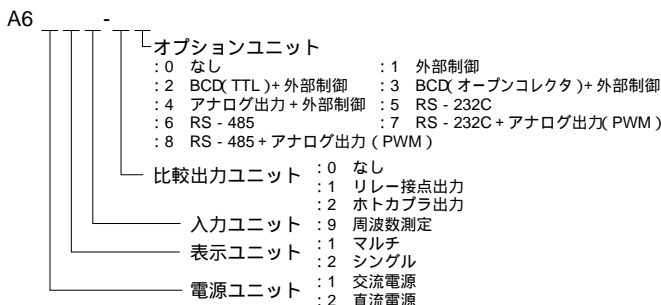 A6 _ _ _ - _ _
オプションユニット
:0 なし :1 外部制御
:2 BCD(TTL)+外部制御 :3 BCD(オープンコレクタ)+外部制御
:4 アナログ出力+外部制御 :5 RS-232C
:6 RS-485 :7 RS-232C+アナログ出力(PWM)
:8 RS-485+アナログ出力(PWM)
比較出力ユニット :0 なし
:1 リレー接点出力
:2 ホトカプラ出力
入力ユニット :9 周波数測定
表示ユニット :1 マルチ
:2 シングル
電源ユニット :1 交流電源
:2 直流電源